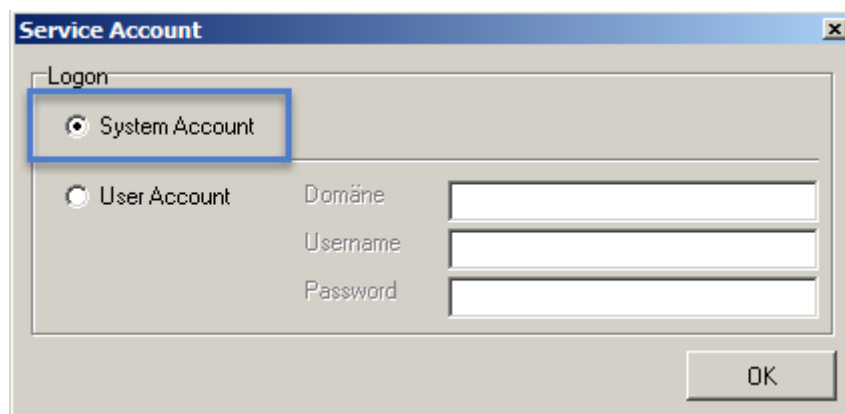 Service Account
Logon
System Account
User Account Domäne
Username
Password
OK